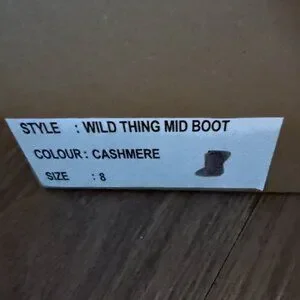 STYLE : WILD THING MID BOOT
COLOUR: CASHMERE
SIZE : 8